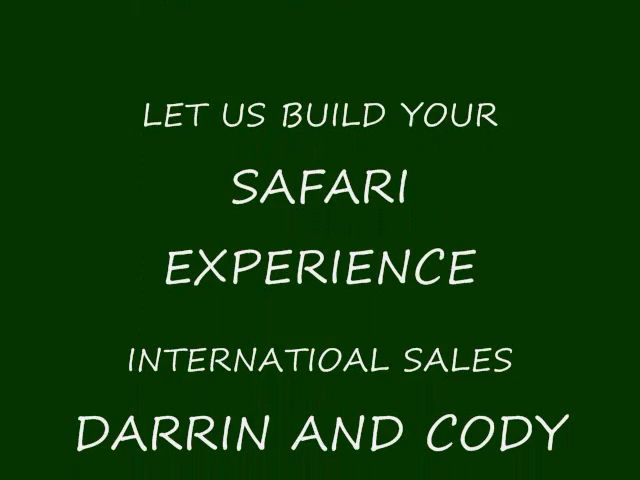 LET US BUILD YOUR
SAFARI
EXPERIENCE
INTERNATIOAL SALES
DARRIN AND CODY